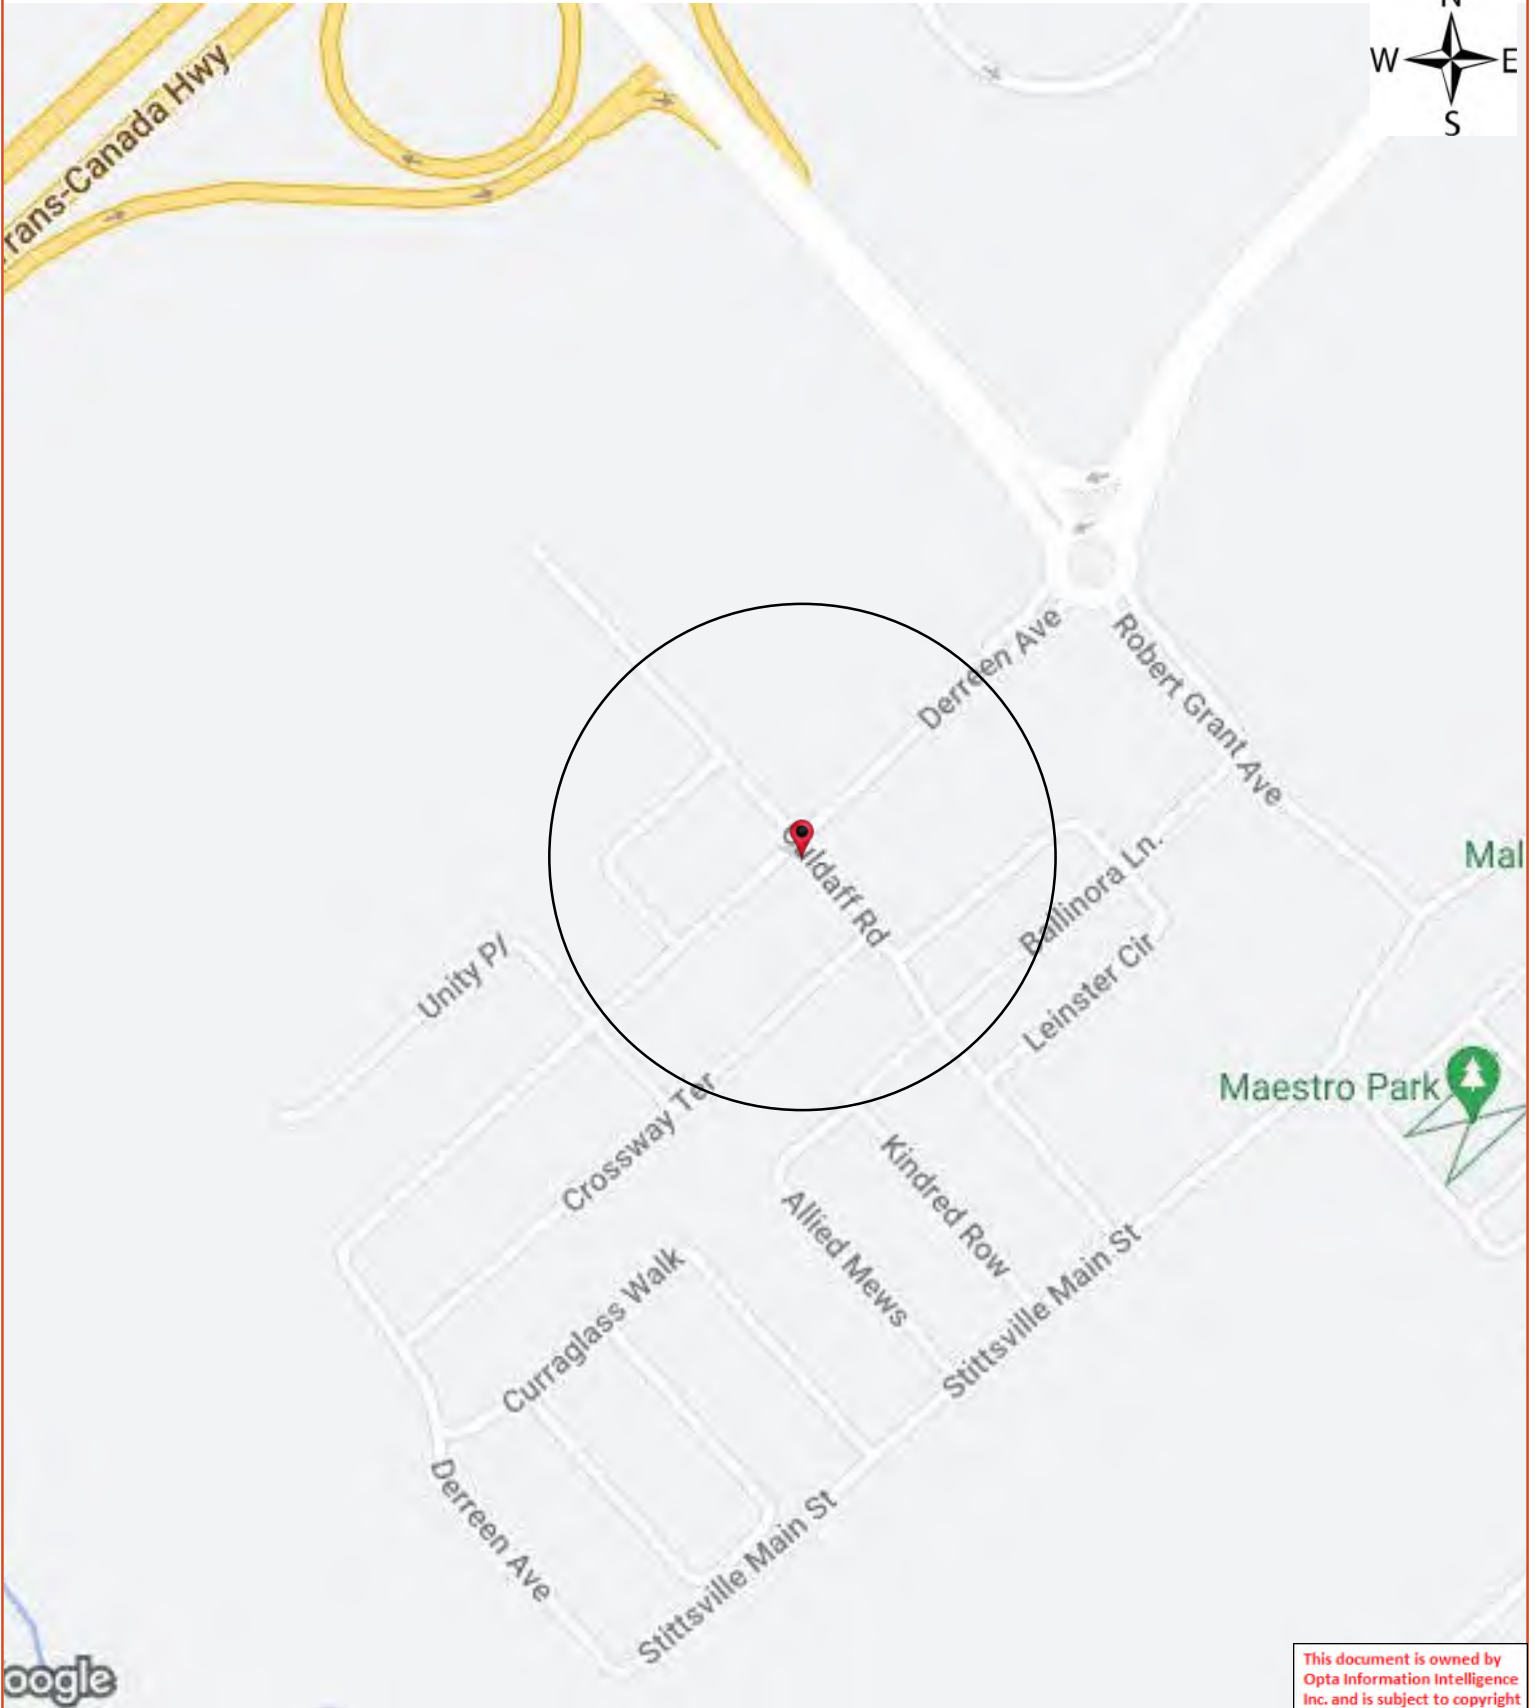 N
W E
S
rans-Canada Hwy
Derreen Ave
Robert Grant Ave
Culdaff Rd
Mal
Ballinora Ln.
Unity Pl
Leinster Cir
Crossway Ter
Maestro Park
Kindred Row
Allied Mews
Curraglass Walk
Stittsville Main St
Derreen Ave
Stittsville Main St
oogle
This document is owned by
Opta Information Intelligence
Inc. and is subject to copyright